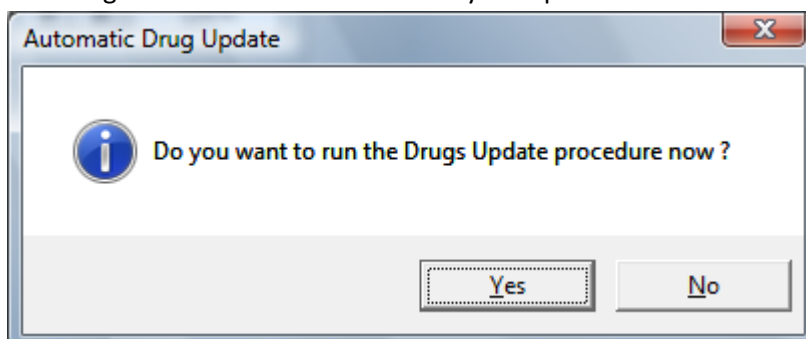 Automatic Drug Update
Do you want to run the Drugs Update procedure now ?
Yes
No